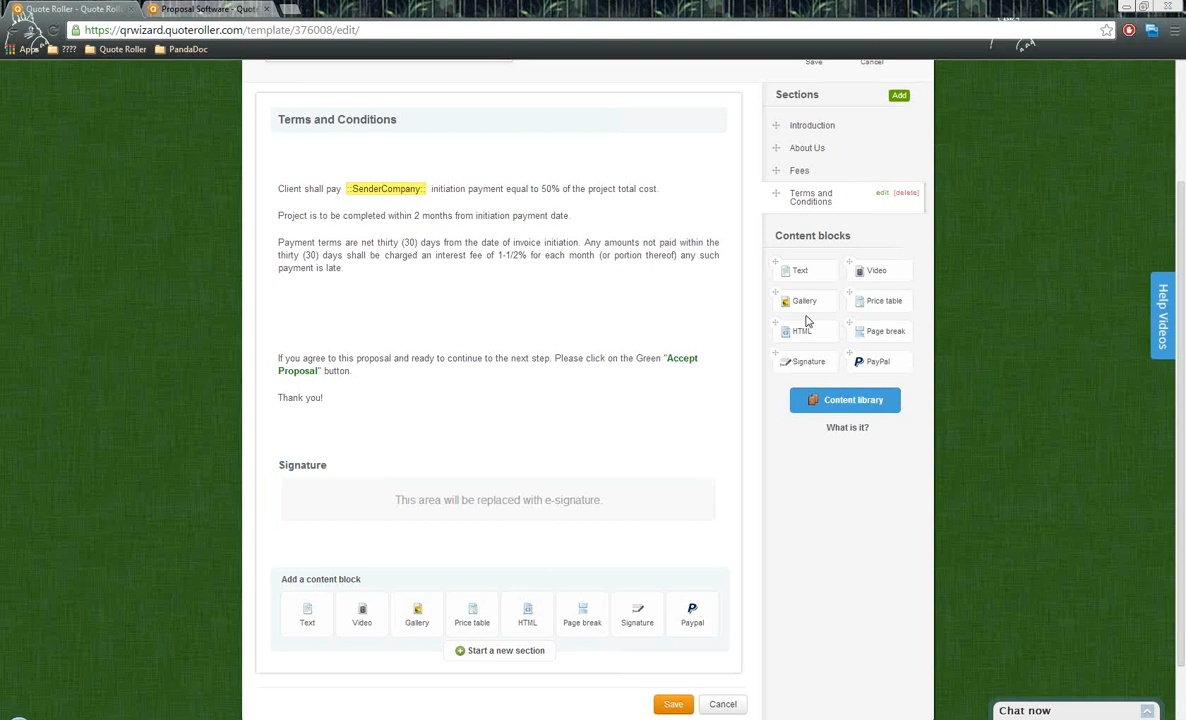 Quote Roller - Quote Rol
Proposal Software - Quot
https://qrwizard.quoteroller.com/template/376008/edit/
Apps
????
Quote Roller
PandaDoc
Save
Cancel
Terms and Conditions
Client shall pay ::SenderCompany:: initiation payment equal to 50% of the project total cost.
Project is to be completed within 2 months from initiation payment date.
Payment terms are net thirty (30) days from the date of invoice initiation. Any amounts not paid within the
thirty (30) days shall be charged an interest fee of 1-1/2% for each month (or portion thereof) any such
payment is late.
If you agree to this proposal and ready to continue to the next step. Please click on the Green "Accept
Proposal" button.
Thank you!
Signature
This area will be replaced with e-signature.
Add a content block
Text
Video
Gallery
Price table
HTML
Page break
Signature
Paypal
Start a new section
Save
Cancel
Sections
Add
Introduction
About Us
Fees
Terms and
Conditions
edit [delete]
Content blocks
Text
Video
Gallery
Price table
HTML
Page break
Signature
PayPal
Content library
What is it?
Help Videos
Chat now